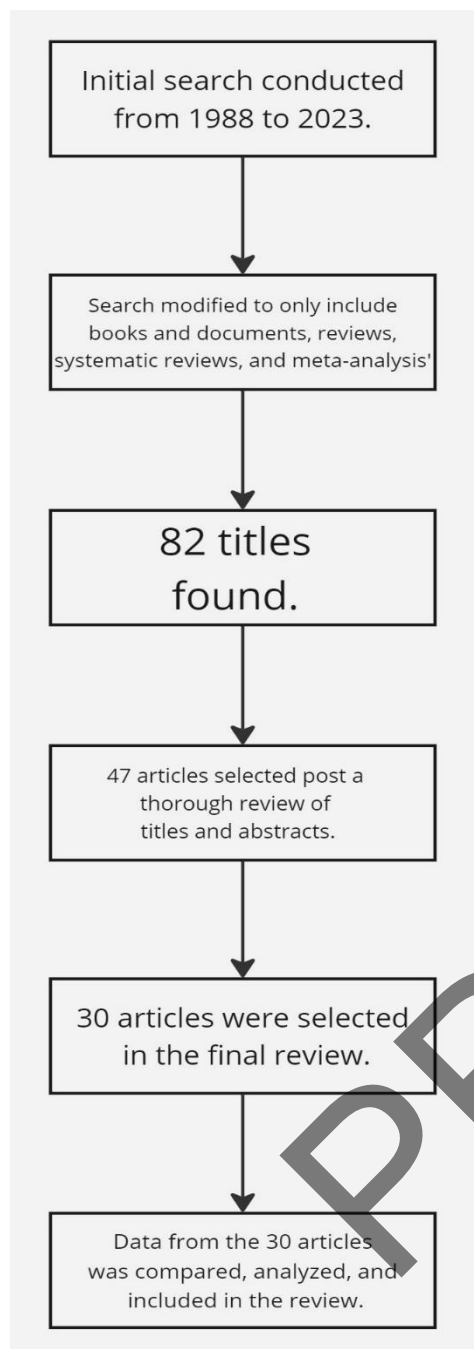 Initial search conducted
from 1988 to 2023.
Search modified to only include
books and documents, reviews,
systematic reviews, and meta-analysis'
82 titles
found.
47 articles selected post a
thorough review of
titles and abstracts.
30 articles were selected
in the final review.
Data from the 30 articles
was compared, analyzed, and
included in the review.